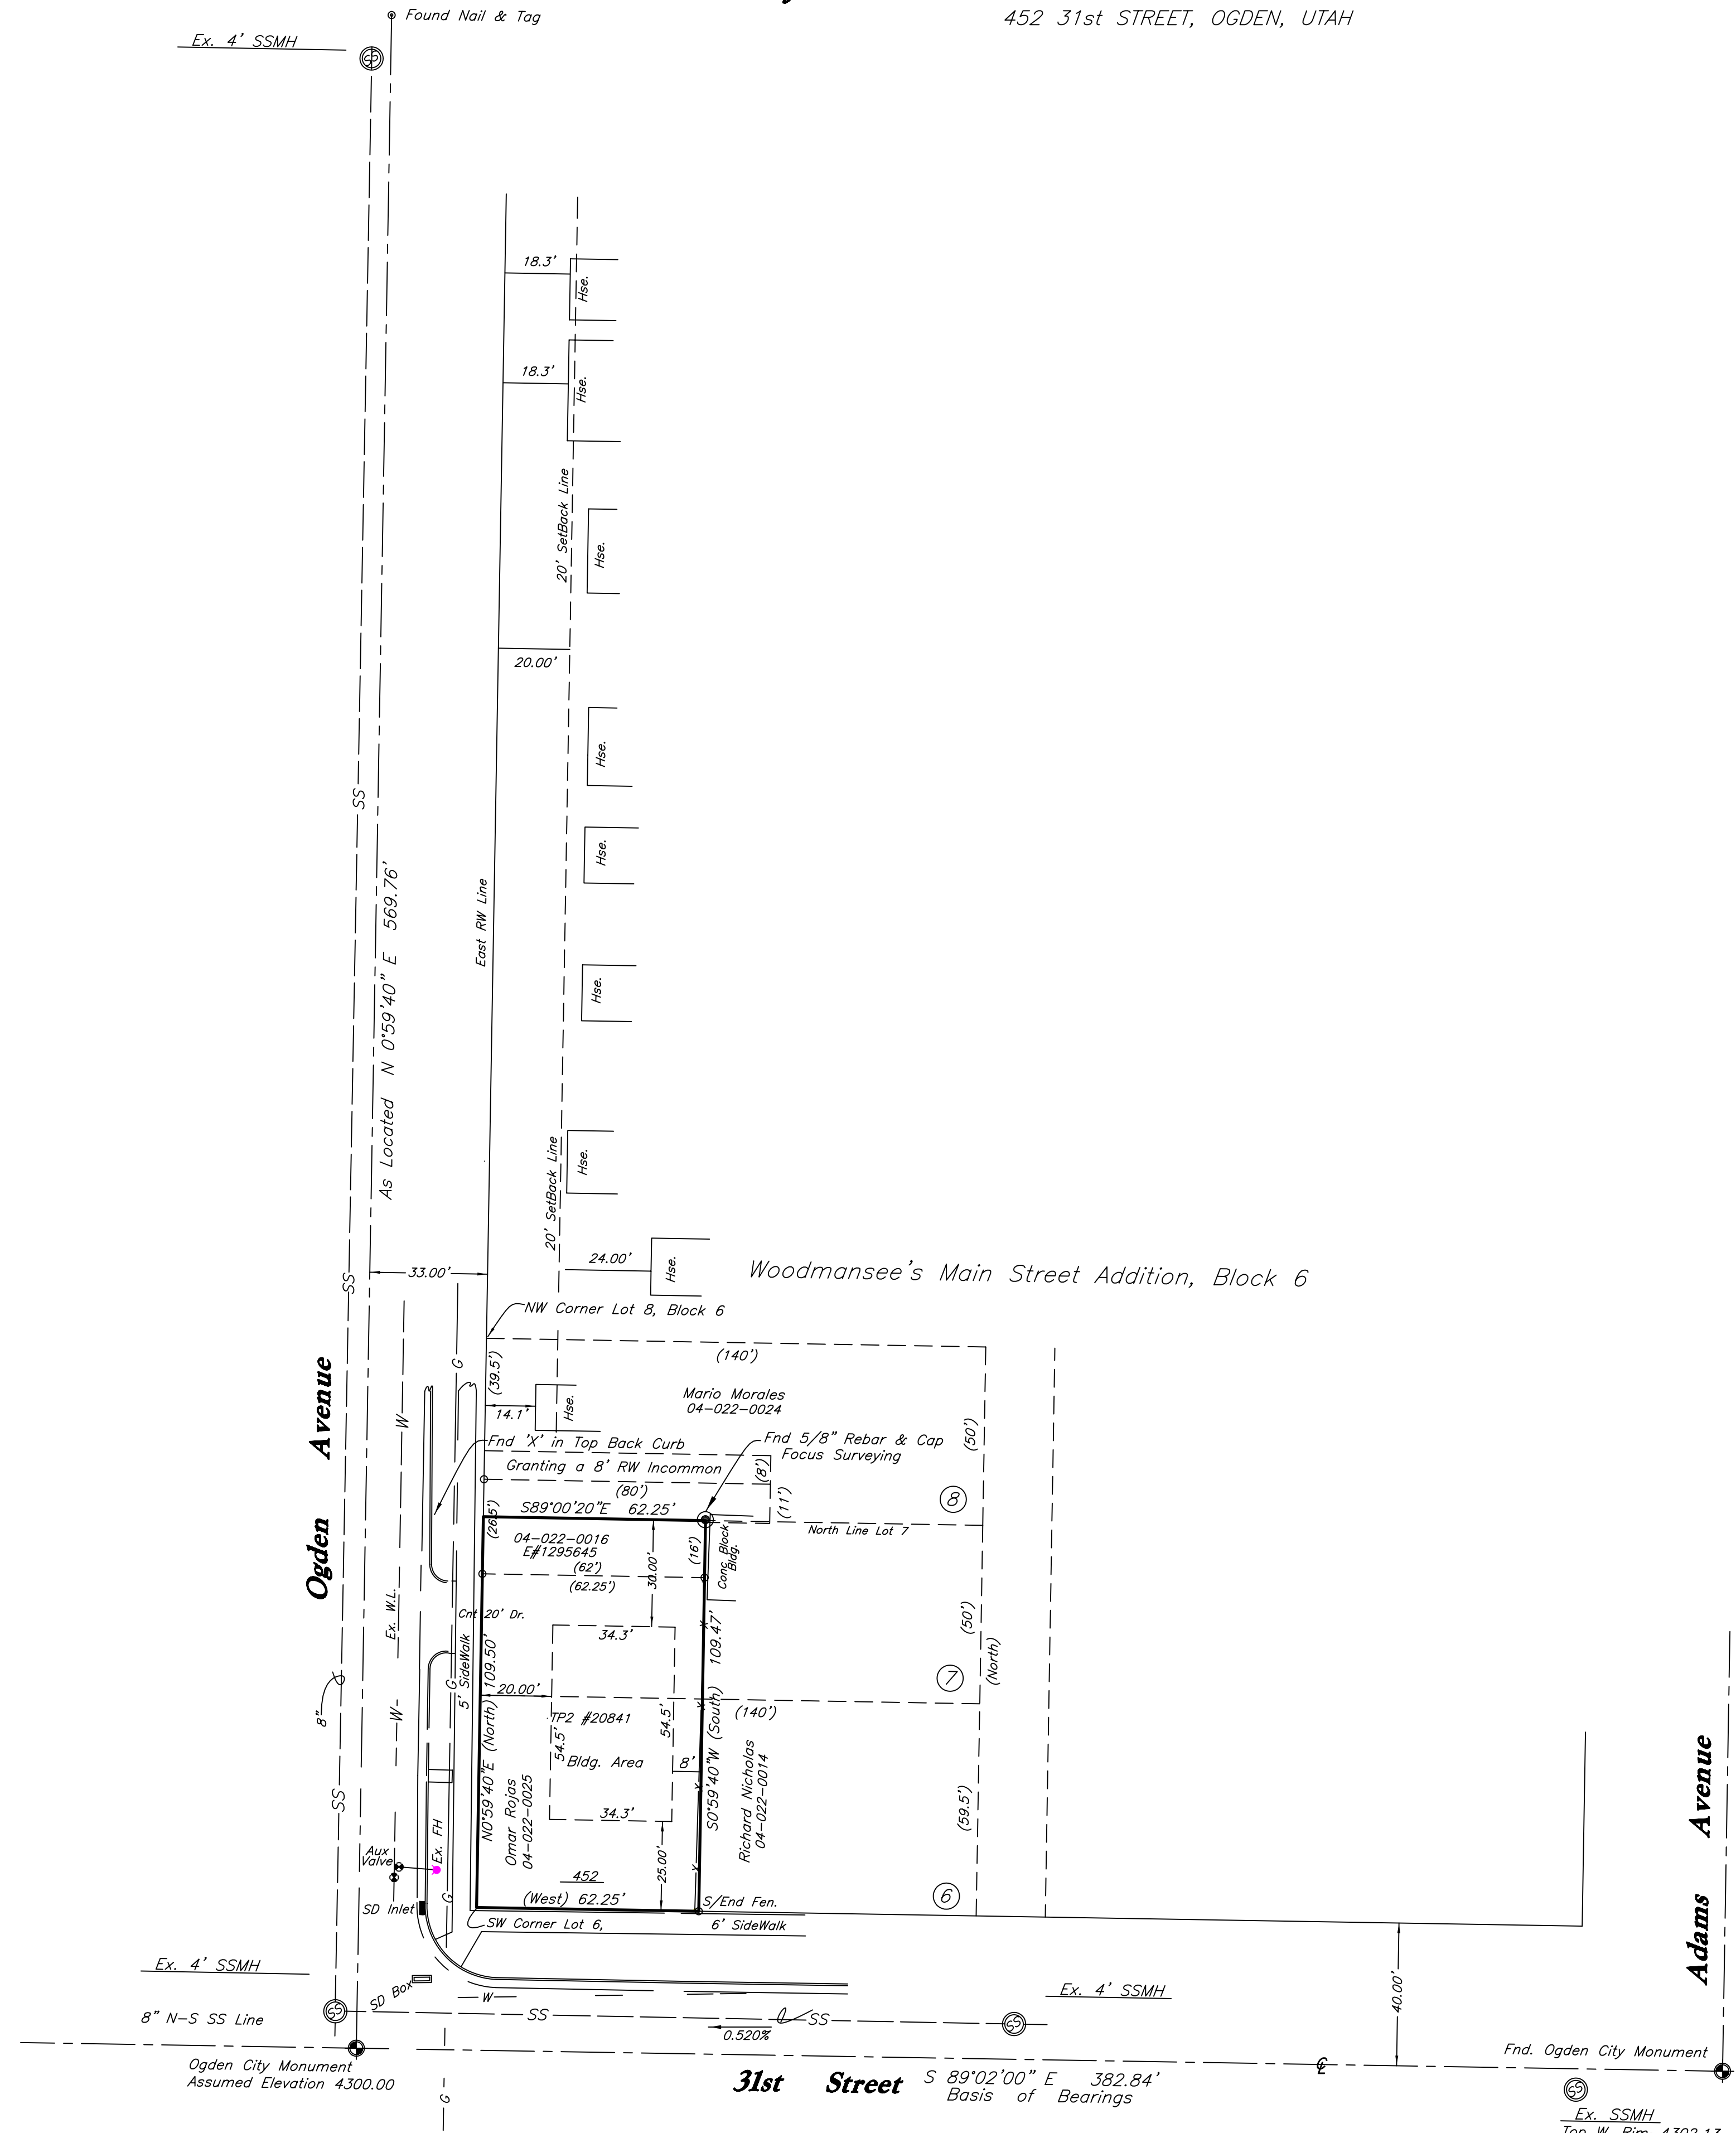 452 31st STREET, OGDEN, UTAH
Found Nail & Tag
Ex. 4' SSMH
SS
18.3'
Hse.
18.3'
Hse.
20' SetBack Line
Hse.
20.00'
Hse.
SS
As Located N 0°59'40" E 569.76'
East RW Line
Hse.
Hse.
20' SetBack Line
Hse.
24.00'
Hse.
Woodmansee's Main Street Addition, Block 6
33.00'
SS
NW Corner Lot 8, Block 6
(140')
(39.5')
G
W
14.1'
Hse.
Mario Morales
04-022-0024
(50')
Ogden Avenue
Fnd 'X' in Top Back Curb
Fnd 5/8" Rebar & Cap
Focus Surveying
Granting a 8' RW Incommon
(8')
(80')
(11')
8
S89°00'20"E 62.25'
(26.5')
North Line Lot 7
04-022-0016
E#1295645
(16')
Conc Block
Bldg.
(62')
(62.25')
30.00'
Ex. W.L.
Cnt 20' Dr.
5' SideWalk
34.3'
(50')
(North)
7
N0°59'40"E (North) 109.50'
S0°59'40"W (South) 109.47'
20.00'
G
8"
W
TP2 #20841
54.5'
54.5'
(140')
Bldg. Area
8'
Omar Rojas
04-022-0025
Richard Nicholas
04-022-0014
(59.5')
SS
34.3'
Ex. FH
Aux
Valve
25.00'
452
(West) 62.25'
S/End Fen.
6
G
SD Inlet
SW Corner Lot 6,
6' SideWalk
Adams Avenue
Ex. 4' SSMH
SD Box
W
SS
SS
SS
0.520%
SS
Ex. 4' SSMH
40.00'
8" N-S SS Line
Ogden City Monument
Assumed Elevation 4300.00
G
31st Street
S 89°02'00" E 382.84'
Basis of Bearings
Fnd. Ogden City Monument
SS
Ex. SSMH
Top W. Rim 4302.13